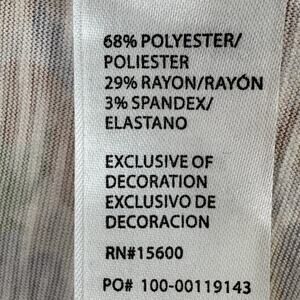 68% POLYESTER/
POLIESTER
29% RAYON/RAYÓN
3% SPANDEX/
ELASTANO
EXCLUSIVE OF
DECORATION
EXCLUSIVO DE
DECORACION
RN#15600
PO# 100-00119143